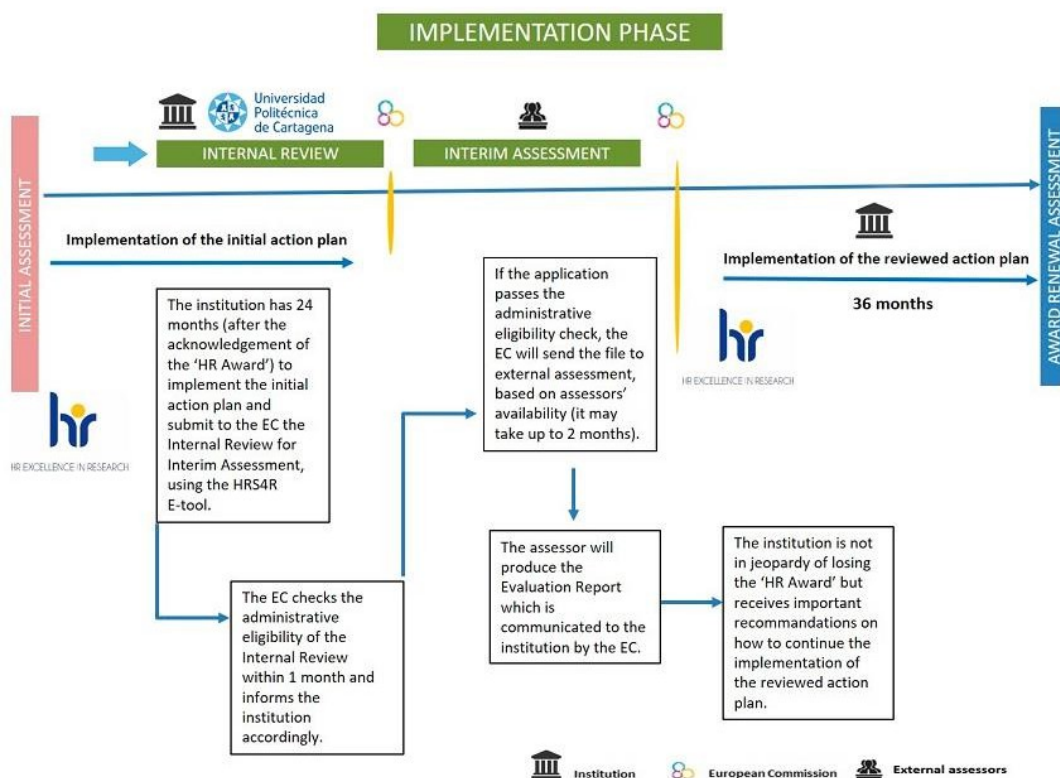 IMPLEMENTATION PHASE
Universidad
Politécnica
de Cartagena
INTERNAL REVIEW
INTERIM ASSESSMENT
INITIAL ASSESSMENT
AWARD RENEWAL ASSESSMENT
Implementation of the initial action plan
Implementation of the reviewed action plan
36 months
The institution has 24
months (after the
acknowledgement of
the ‘HR Award’) to
implement the initial
action plan and
submit to the EC the
Internal Review for
Interim Assessment,
using the HRS4R
E-tool.
If the application
passes the
administrative
eligibility check, the
EC will send the file to
external assessment,
based on assessors’
availability (it may
take up to 2 months).
hr
HR EXCELLENCE IN RESEARCH
hr
HR EXCELLENCE IN RESEARCH
The EC checks the
administrative
eligibility of the
Internal Review
within 1 month and
informs the
institution
accordingly.
The assessor will
produce the
Evaluation Report
which is
communicated to the
institution by the EC.
The institution is not
in jeopardy of losing
the ‘HR Award’ but
receives important
recommandations on
how to continue the
implementation of
the reviewed action
plan.
Institution
European Commission
External assessors